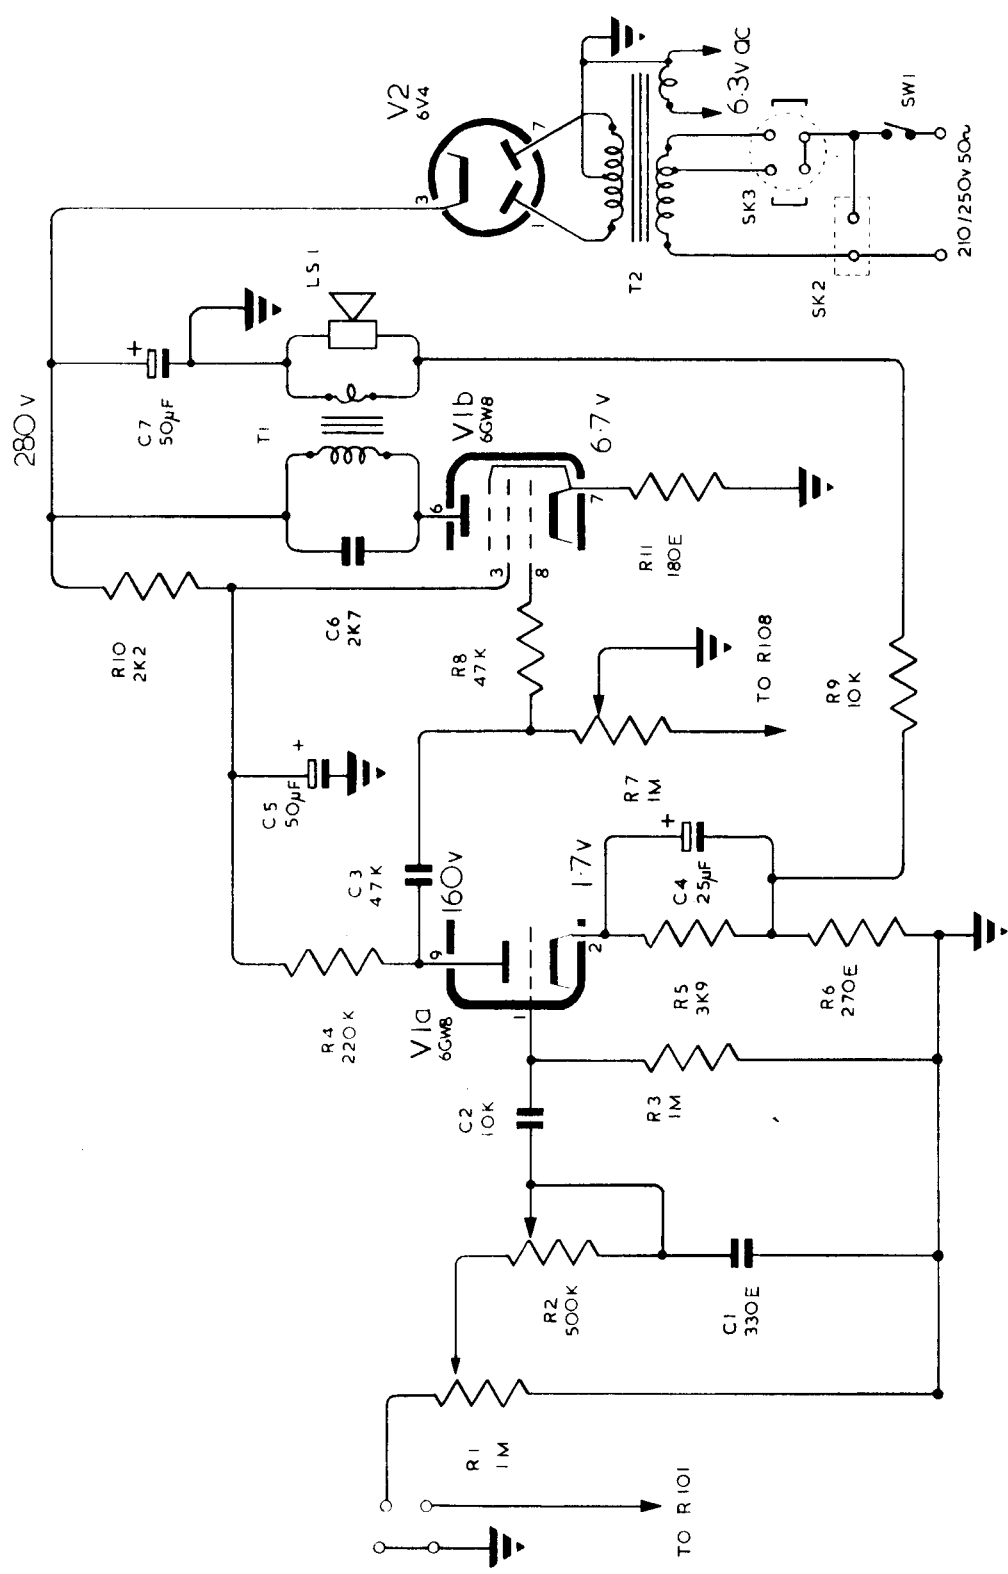 R1
1M
TO R101
R2
500K
C1
330E
C2
10K
R3
1M
R4
220K
V1a
6GW8
1
9
2
160v
1·7v
R5
3K9
R6
270E
C4
25µF
+
C3
47K
C5
50µF
+
R7
1M
TO R108
R8
47K
R9
10K
R10
2K2
C6
2K7
280v
R11
180E
V1b
6GW8
6
3
8
7
6·7v
T1
C7
50µF
+
LS1
V2
6V4
3
1
7
T2
6·3v ac
SK3
SK2
SW1
210/250v 50~